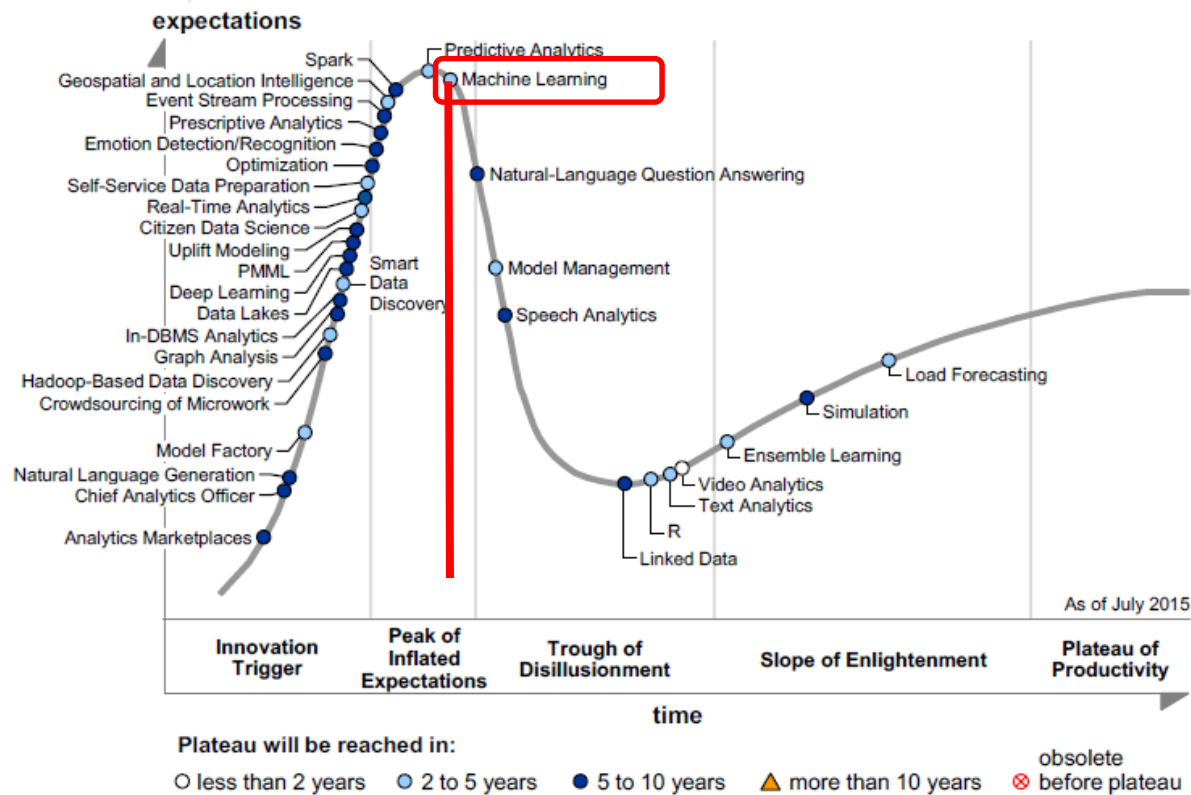 expectations
Predictive Analytics
Spark
Machine Learning
Geospatial and Location Intelligence
Event Stream Processing
Prescriptive Analytics
Emotion Detection/Recognition
Optimization
Natural-Language Question Answering
Self-Service Data Preparation
Real-Time Analytics
Citizen Data Science
Uplift Modeling
PMML
Smart
Data
Discovery
Model Management
Deep Learning
Data Lakes
Speech Analytics
In-DBMS Analytics
Graph Analysis
Hadoop-Based Data Discovery
Crowdsourcing of Microwork
Load Forecasting
Simulation
Model Factory
Ensemble Learning
Natural Language Generation
Chief Analytics Officer
Video Analytics
Text Analytics
R
Analytics Marketplaces
Linked Data
As of July 2015
Innovation
Trigger
Peak of
Inflated
Expectations
Trough of
Disillusionment
Slope of Enlightenment
Plateau of
Productivity
time
Plateau will be reached in:
less than 2 years
2 to 5 years
5 to 10 years
more than 10 years
obsolete
before plateau